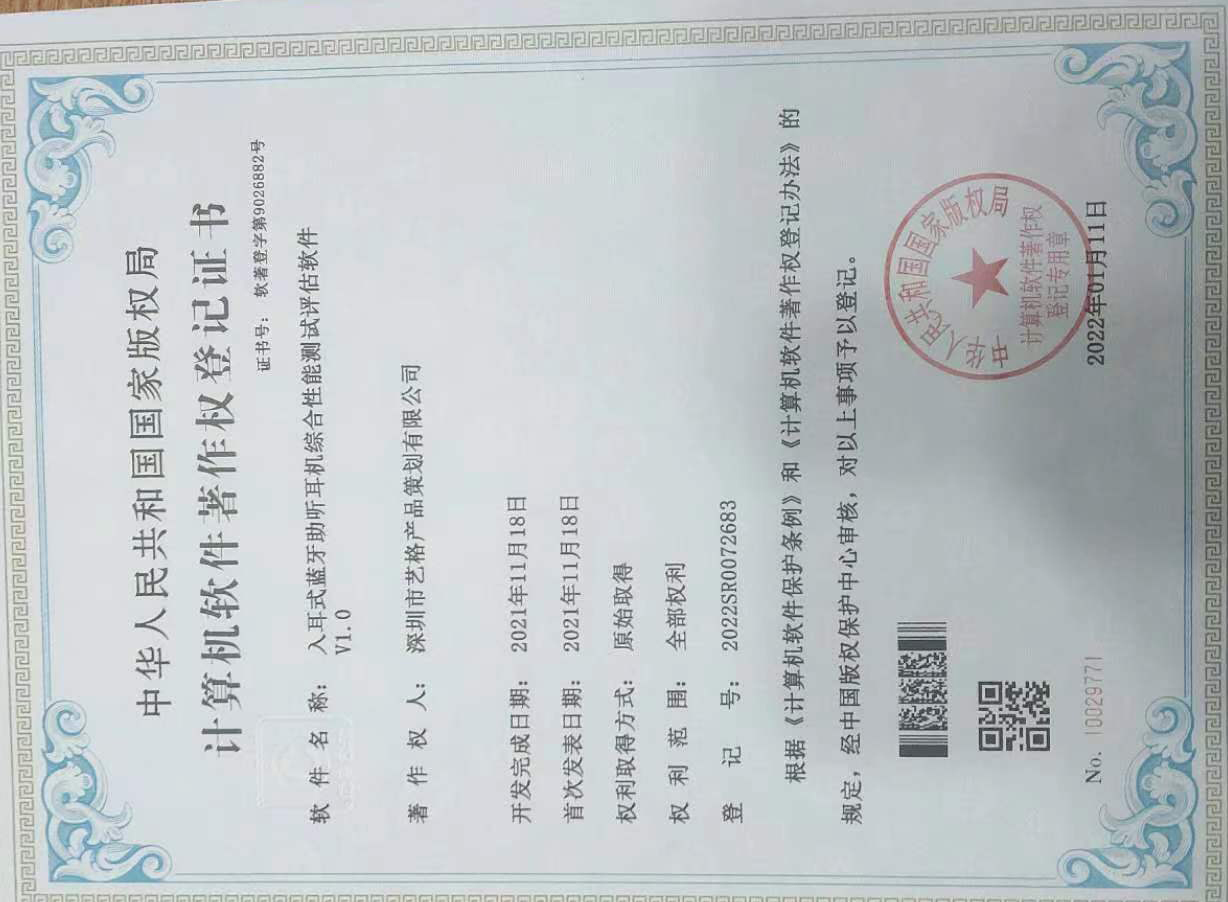 中华人民共和国国家版权局
计算机软件著作权登记证书
证书号： 软著登字第9026882号
软件名称： 入耳式蓝牙助听耳机综合性能测试评估软件
V1.0
著作权人： 深圳市艺格产品策划有限公司
开发完成日期： 2021年11月18日
首次发表日期： 2021年11月18日
权利取得方式： 原始取得
权利范围： 全部权利
登记号： 2022SR0072683
根据《计算机软件保护条例》和《计算机软件著作权登记办法》的
规定，经中国版权保护中心审核，对以上事项予以登记。
中华人民共和国国家版权局
计算机软件著作权
登记专用章
No. 10029771
2022年01月11日